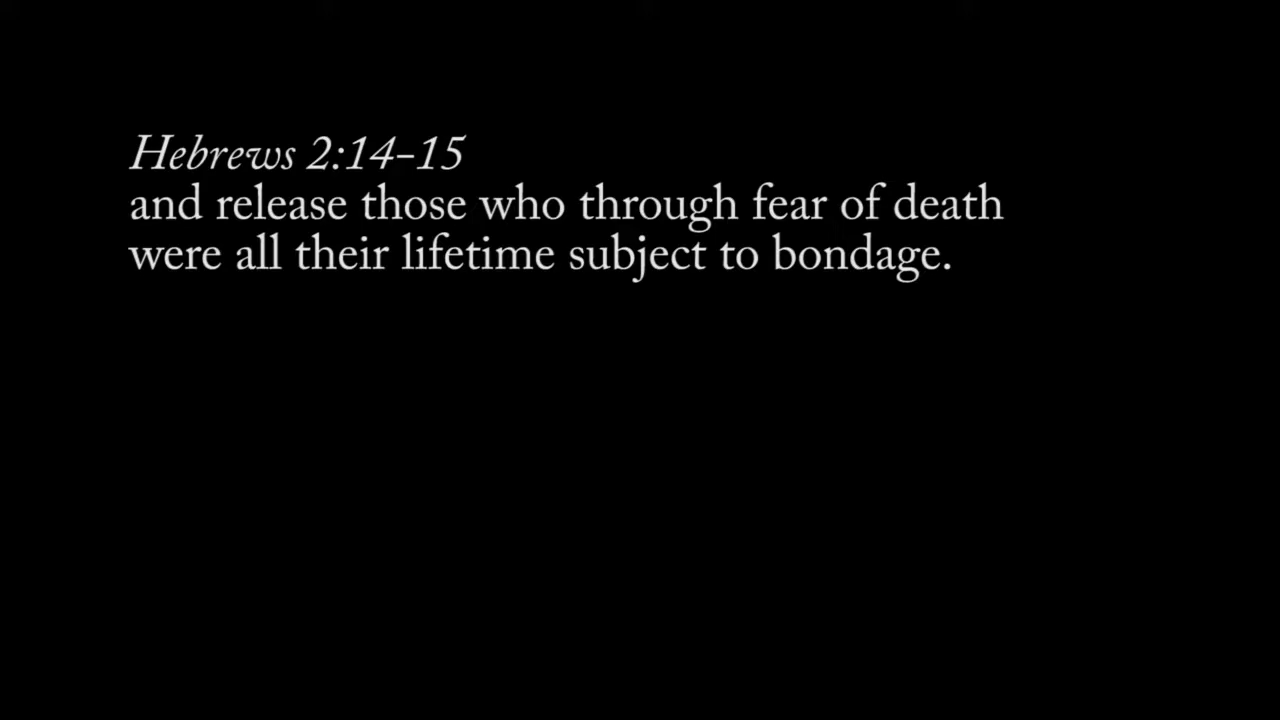 Hebrews 2:14-15
and release those who through fear of death
were all their lifetime subject to bondage.